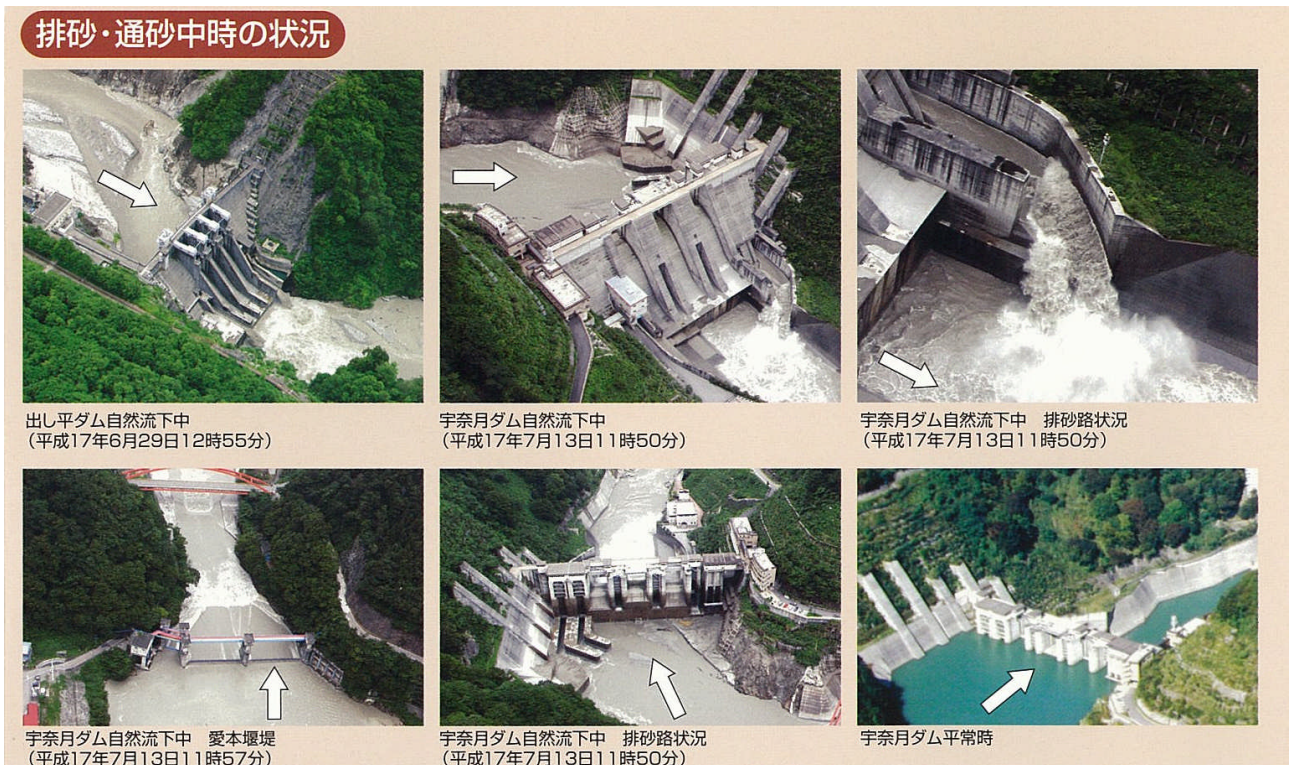 排砂・通砂中時の状況
出し平ダム自然流下中
（平成17年6月29日12時55分）
宇奈月ダム自然流下中
（平成17年7月13日11時50分）
宇奈月ダム自然流下中　排砂路状況
（平成17年7月13日11時50分）
宇奈月ダム自然流下中　愛本堰堤
（平成17年7月13日11時57分）
宇奈月ダム自然流下中　排砂路状況
（平成17年7月13日11時50分）
宇奈月ダム平常時